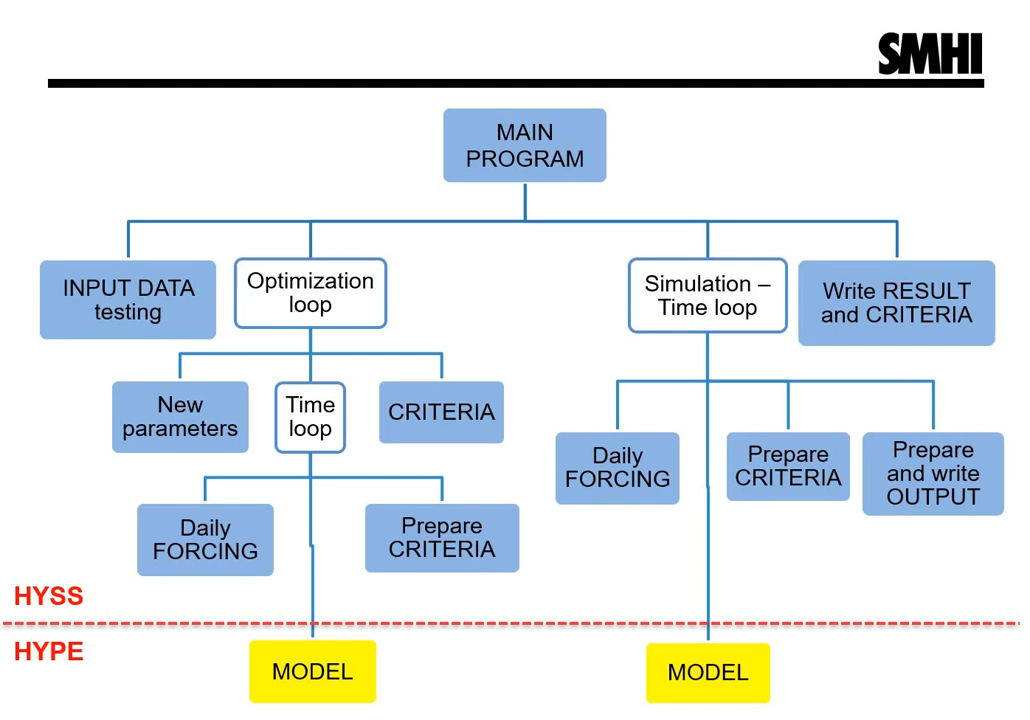 SMHI
MAIN
PROGRAM
INPUT DATA
testing
Optimization
loop
Simulation –
Time loop
Write RESULT
and CRITERIA
New
parameters
Time
loop
CRITERIA
Daily
FORCING
Prepare
CRITERIA
Prepare
and write
OUTPUT
Daily
FORCING
Prepare
CRITERIA
HYSS
HYPE
MODEL
MODEL